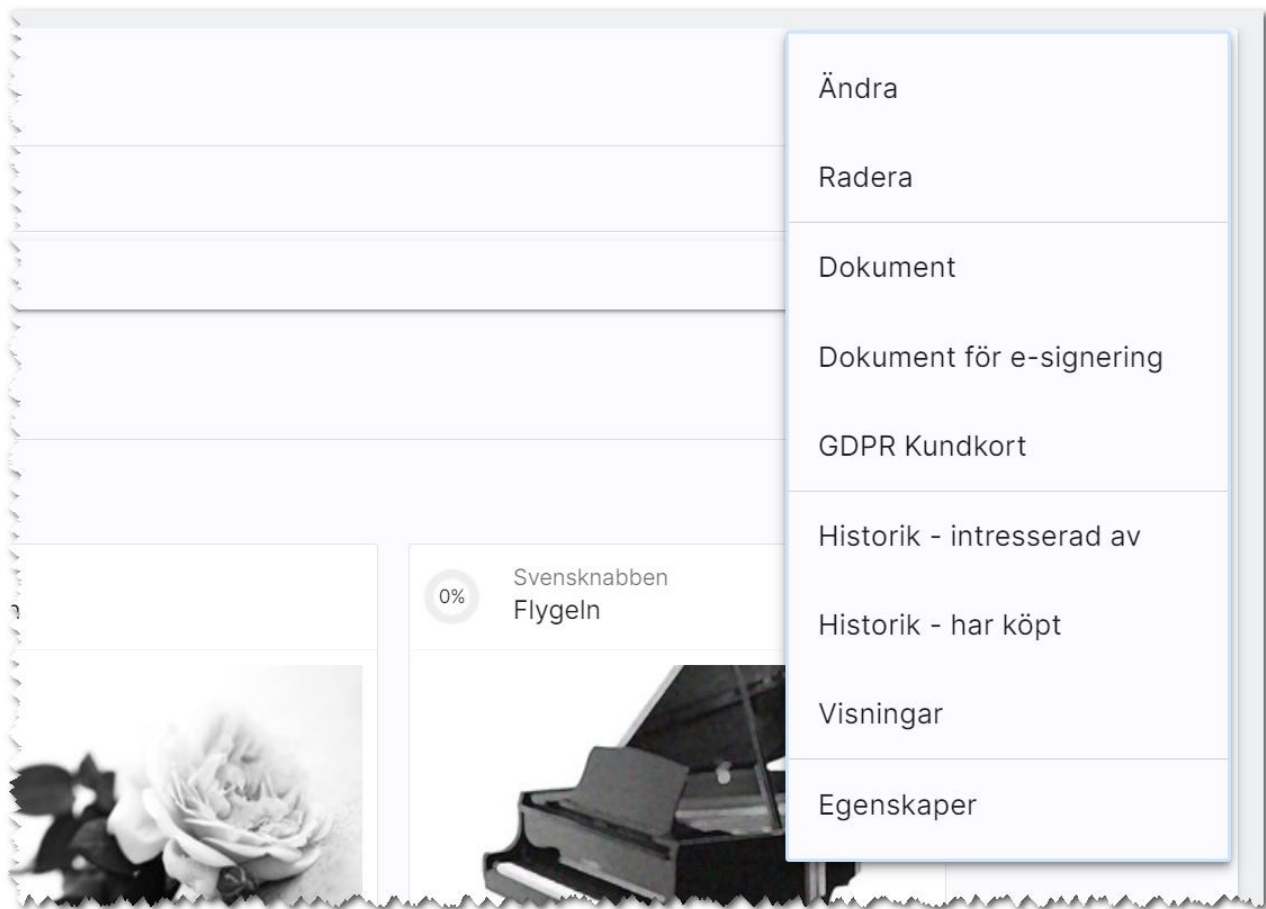 Ändra
Radera
Dokument
Dokument för e-signering
GDPR Kundkort
Historik - intresserad av
Historik - har köpt
Visningar
Egenskaper
0%
Svensknabben
Flygeln